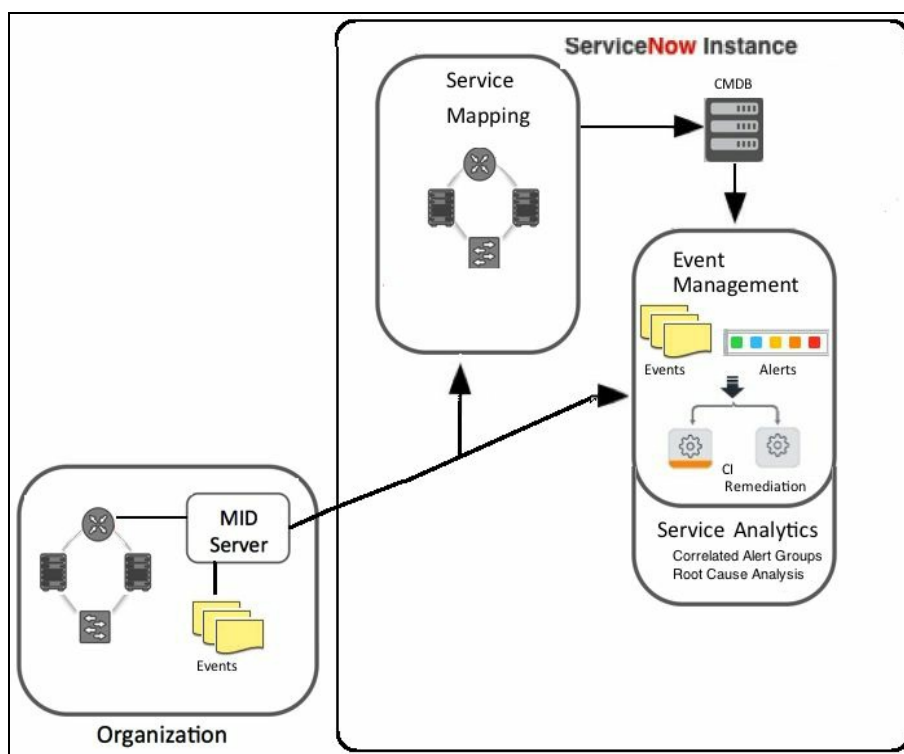 ServiceNow Instance
Service
Mapping
CMDB
Event
Management
Events
Alerts
CI
Remediation
Service Analytics
Correlated Alert Groups
Root Cause Analysis
MID
Server
Events
Organization